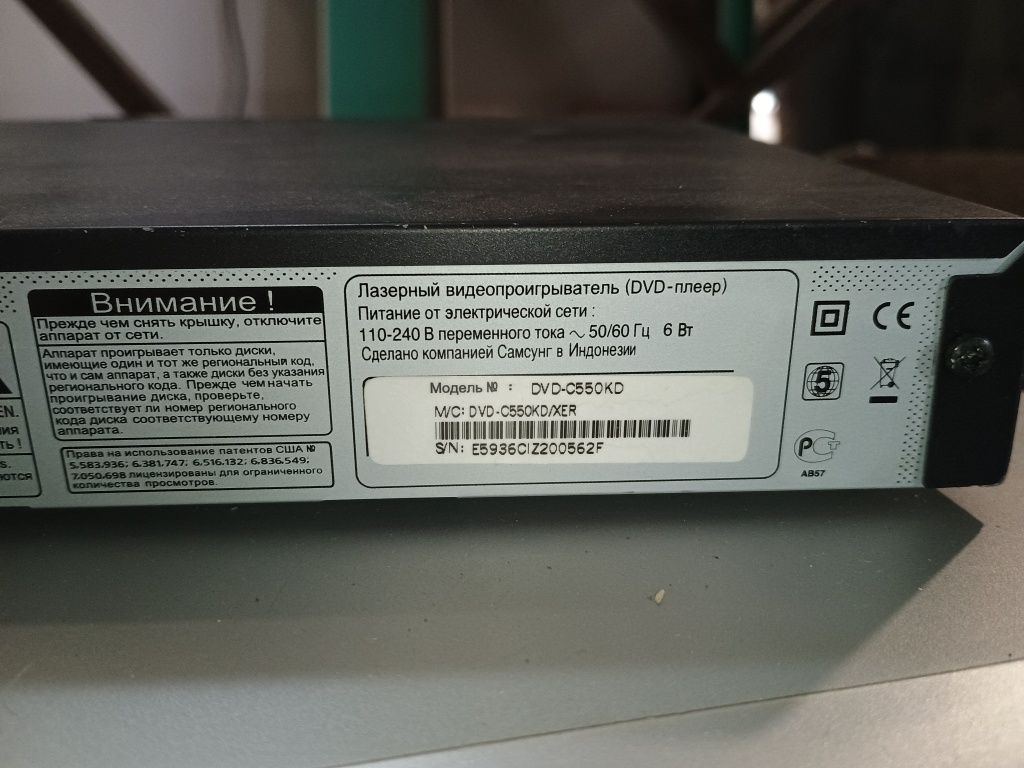 Внимание !
Прежде чем снять крышку, отключите
аппарат от сети.
Аппарат проигрывает только диски,
имеющие один и тот же региональный код,
что и сам аппарат, а также диски без указания
регионального кода. Прежде чем начать
проигрывание диска, проверьте,
соответствует ли номер регионального
кода диска соответствующему номеру
аппарата.
Права на использование патентов США №
5.583.936; 6.381.747; 6.516.132; 6.836.549;
7.050.698 лицензированы для ограниченного
количества просмотров.
Лазерный видеопроигрыватель (DVD-плеер)
Питание от электрической сети :
110-240 В переменного тока ~ 50/60 Гц 6 Вт
Сделано компанией Самсунг в Индонезии
Модель № : DVD-C550KD
M/C: DVD-C550KD/XER
S/N: E5936CIZ200562F
CE
5
РСТ
АВ57